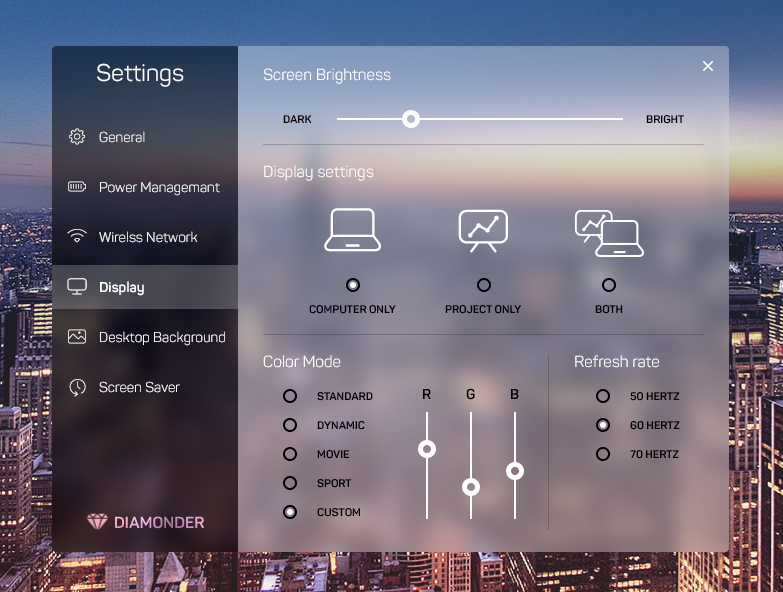 Settings
General
Power Managemant
Wirelss Network
Display
Desktop Background
Screen Saver
DIAMONDER
Screen Brightness
DARK
BRIGHT
Display settings
COMPUTER ONLY
PROJECT ONLY
BOTH
Color Mode
STANDARD
DYNAMIC
MOVIE
SPORT
CUSTOM
R G B
Refresh rate
50 HERTZ
60 HERTZ
70 HERTZ